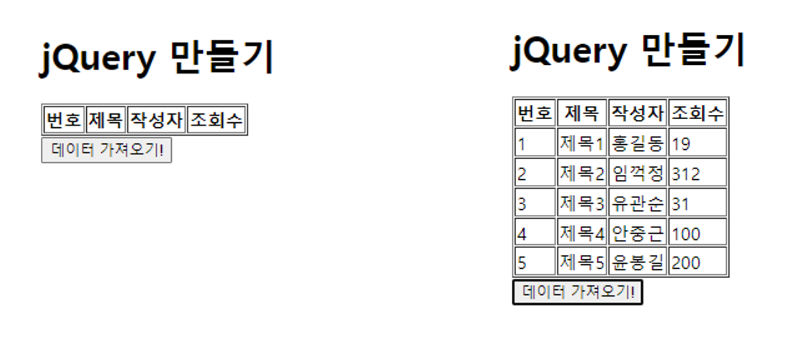 jQuery 만들기
번호 제목 작성자 조회수
데이터 가져오기!
jQuery 만들기
번호 제목 작성자 조회수
1 제목1 홍길동 19
2 제목2 임꺽정 312
3 제목3 유관순 31
4 제목4 안중근 100
5 제목5 윤봉길 200
데이터 가져오기!